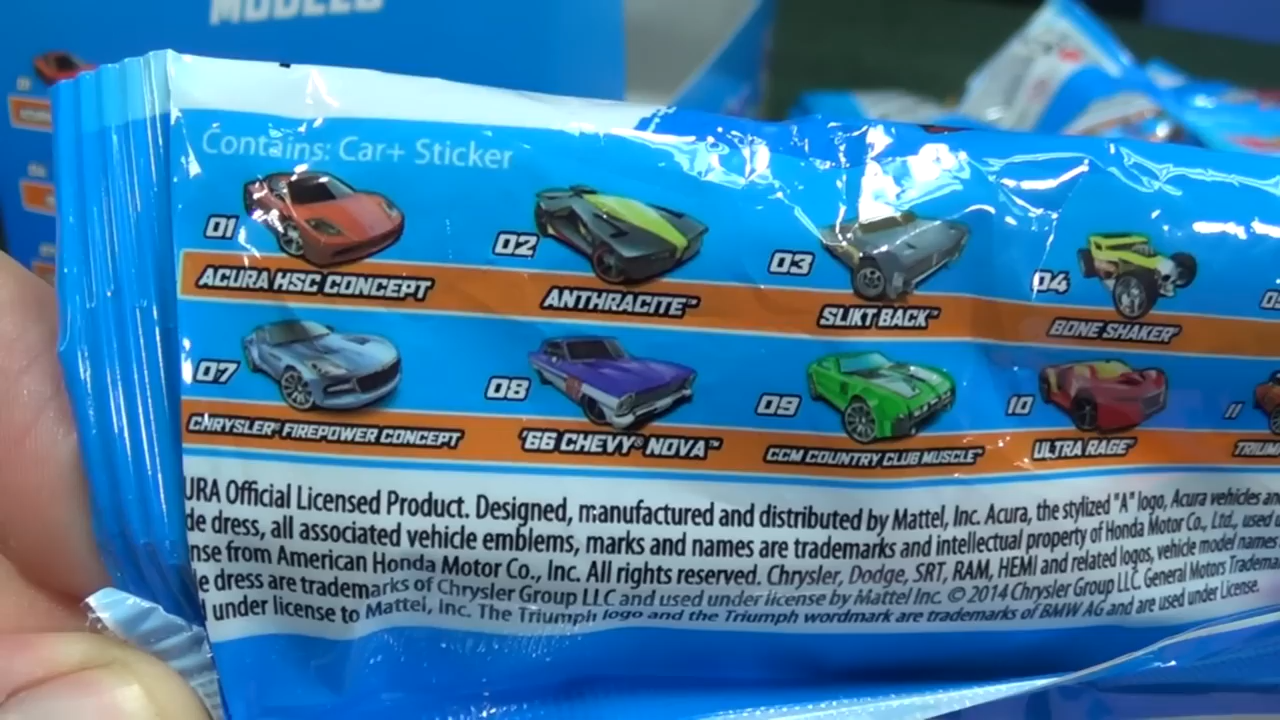 MODELS
Contains: Car+ Sticker
01
ACURA HSC CONCEPT
02
ANTHRACITE™
03
SLIKT BACK™
04
BONE SHAKER™
07
CHRYSLER® FIREPOWER CONCEPT
08
'66 CHEVY® NOVA™
09
CCM COUNTRY CLUB MUSCLE™
10
ULTRA RAGE™
11
TRIUM
URA Official Licensed Product. Designed, manufactured and distributed by Mattel, Inc. Acura, the stylized "A" logo, Acura vehicles an
de dress, all associated vehicle emblems, marks and names are trademarks and intellectual property of Honda Motor Co., Ltd., used
nse from American Honda Motor Co., Inc. All rights reserved. Chrysler, Dodge, SRT, RAM, HEMI and related logos, vehicle model names
e dress are trademarks of Chrysler Group LLC and used under license by Mattel Inc. © 2014 Chrysler Group LLC. General Motors Tradema
under license to Mattel, Inc. The Triumph logo and the Triumph wordmark are trademarks of BMW AG and are used under License.